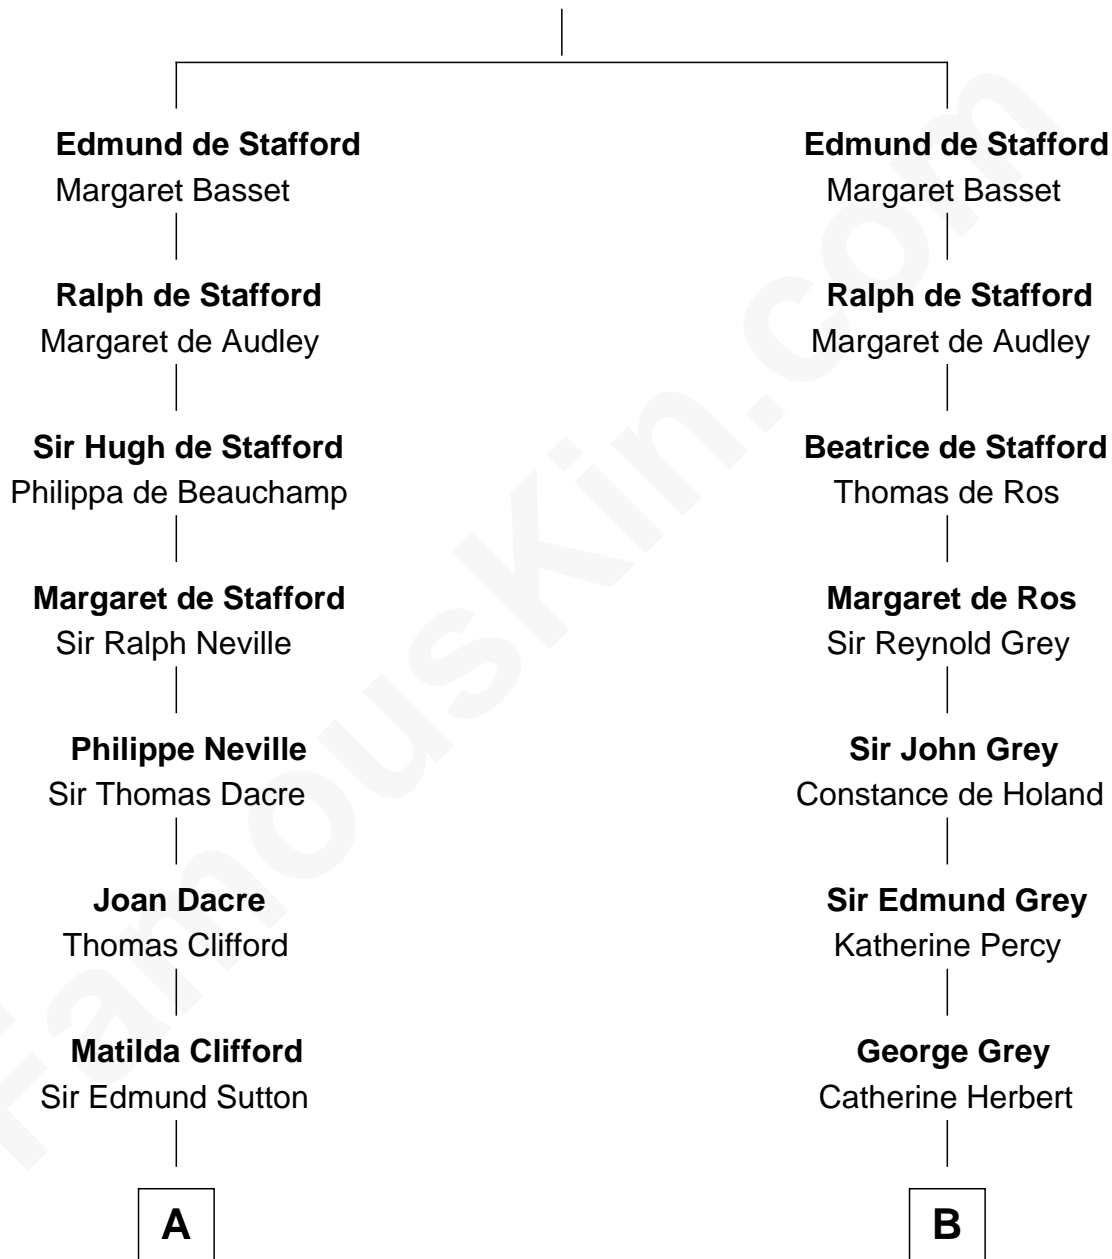 Edmund de Stafford
Margaret Basset
Ralph de Stafford
Margaret de Audley
Sir Hugh de Stafford
Philippa de Beauchamp
Margaret de Stafford
Sir Ralph Neville
Philippe Neville
Sir Thomas Dacre
Joan Dacre
Thomas Clifford
Matilda Clifford
Sir Edmund Sutton
A
Edmund de Stafford
Margaret Basset
Ralph de Stafford
Margaret de Audley
Beatrice de Stafford
Thomas de Ros
Margaret de Ros
Sir Reynold Grey
Sir John Grey
Constance de Holand
Sir Edmund Grey
Katherine Percy
George Grey
Catherine Herbert
B
FamousKin.com